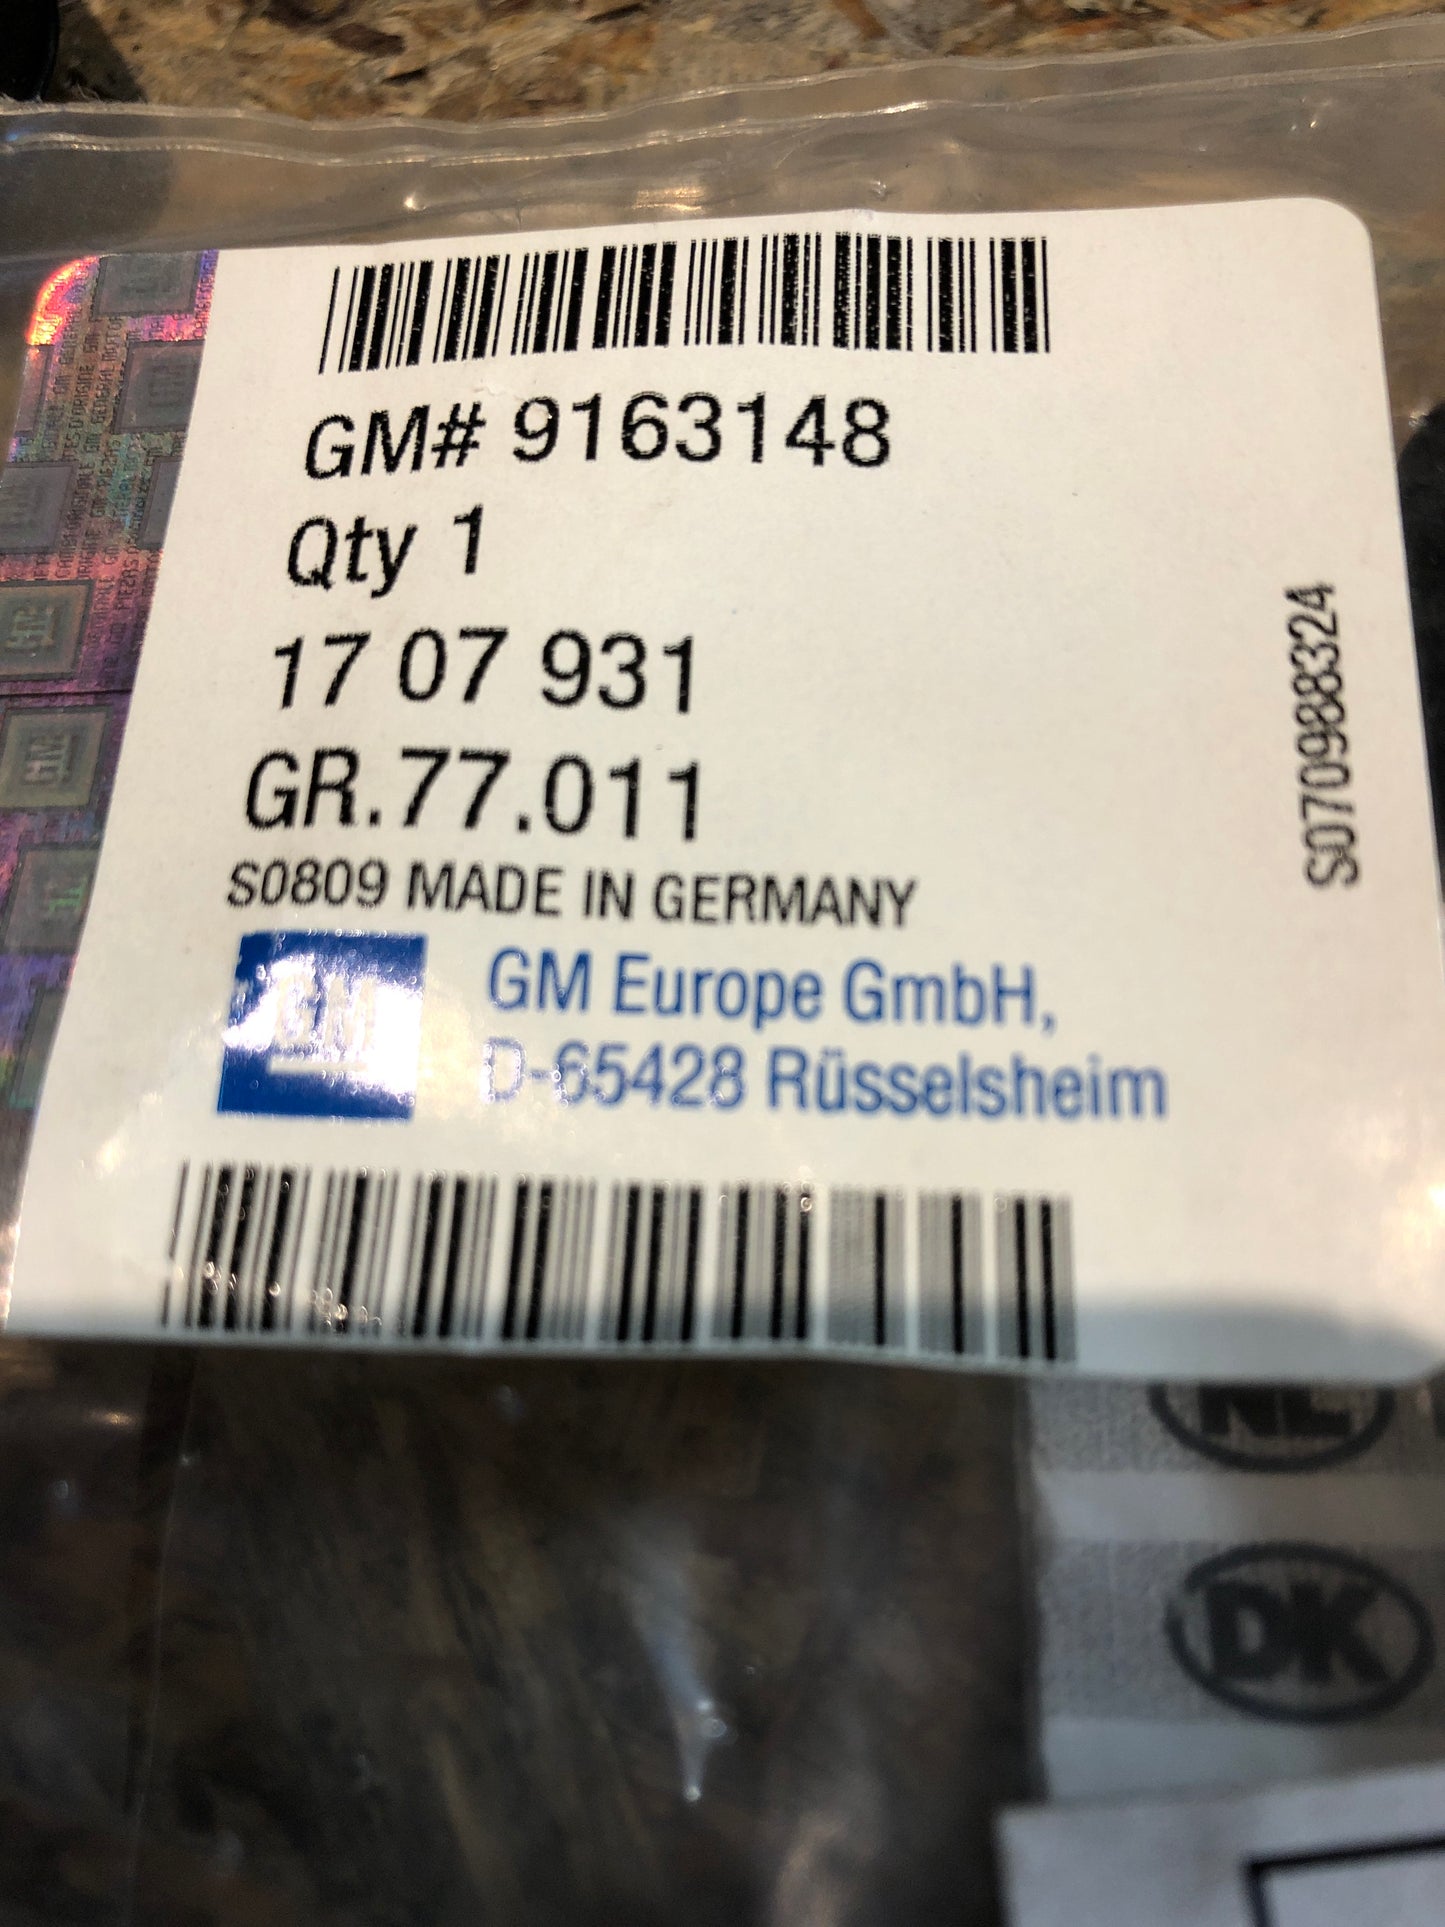 GM# 9163148
Qty 1
17 07 931
GR.77.011
S0809 MADE IN GERMANY
GM
GM Europe GmbH,
D-65428 Rüsselsheim
S070988324
NL
DK